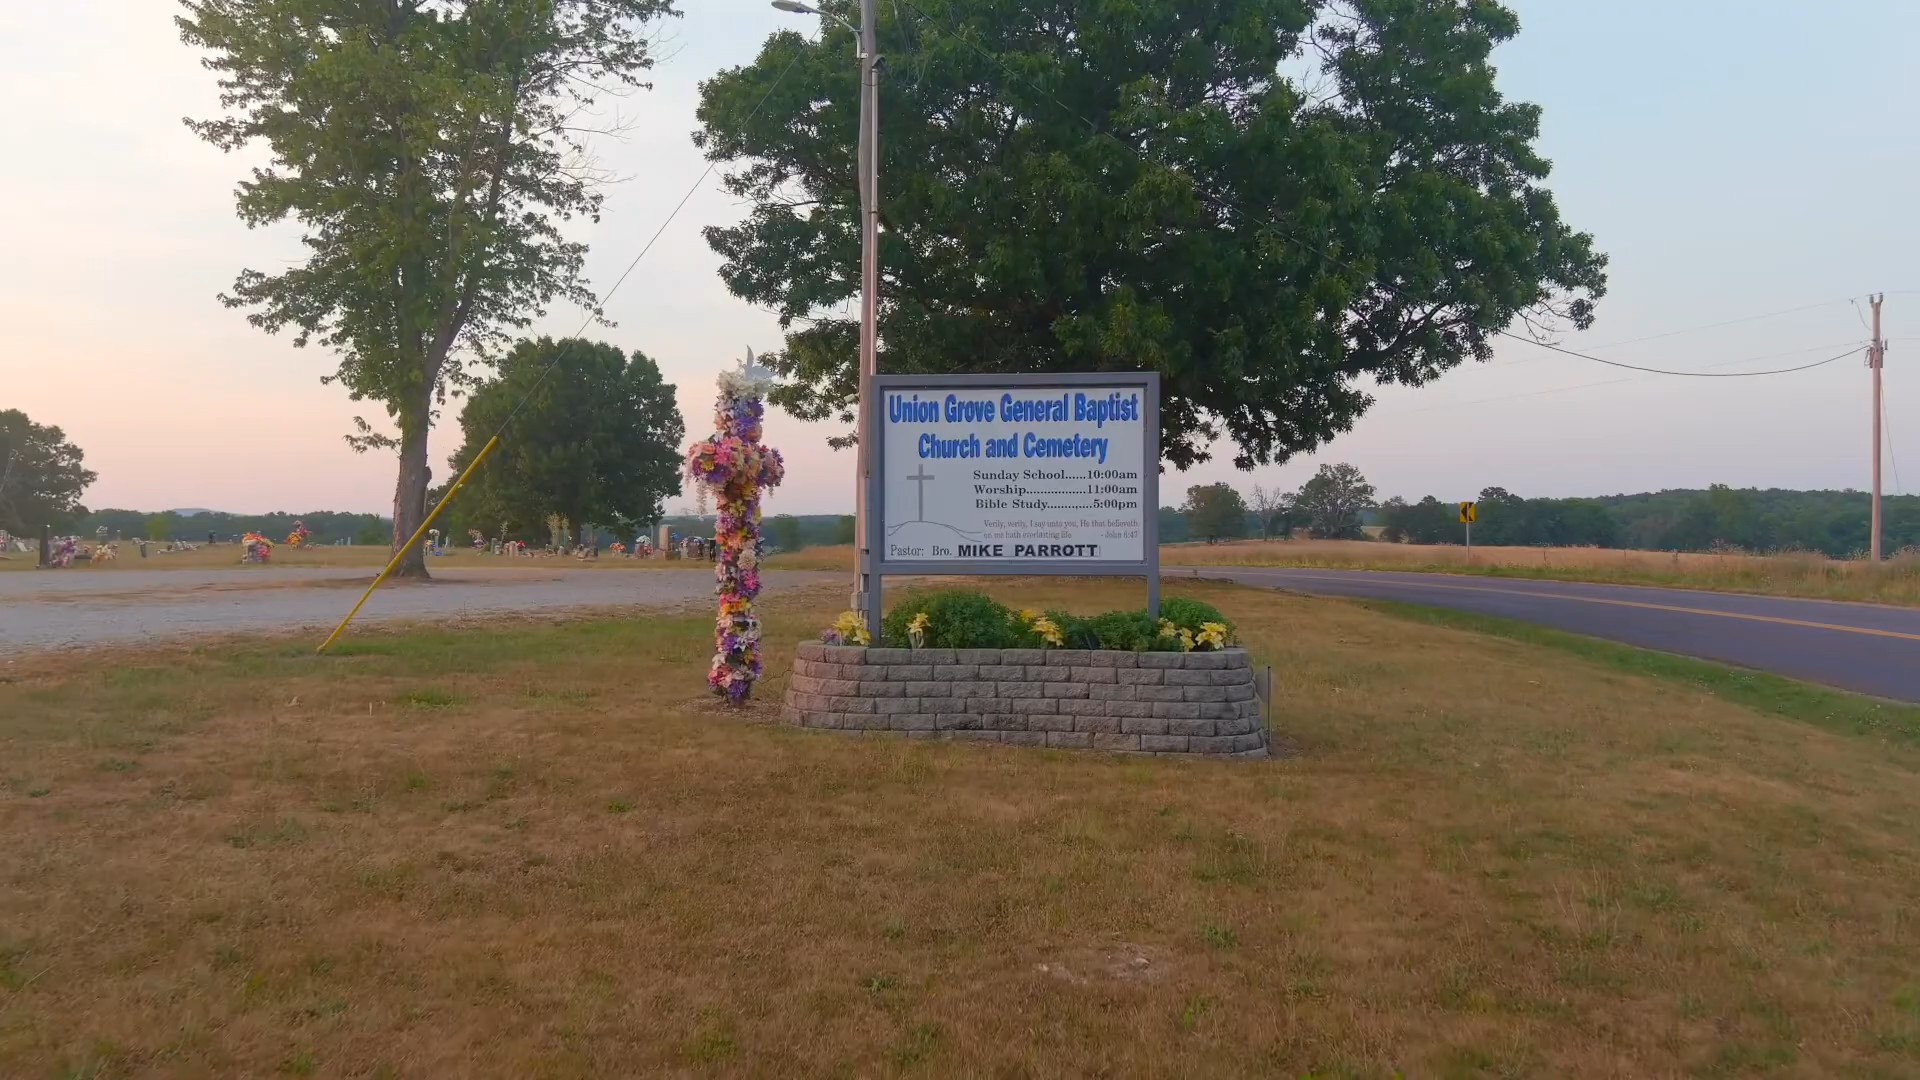 Union Grove General Baptist
Church and Cemetery
Sunday School......10:00am
Worship.................11:00am
Bible Study...........5:00pm
Verily, verily, I say unto you, He that believeth
on me hath everlasting life. - John 6:47
Pastor: Bro. MIKE PARROTT